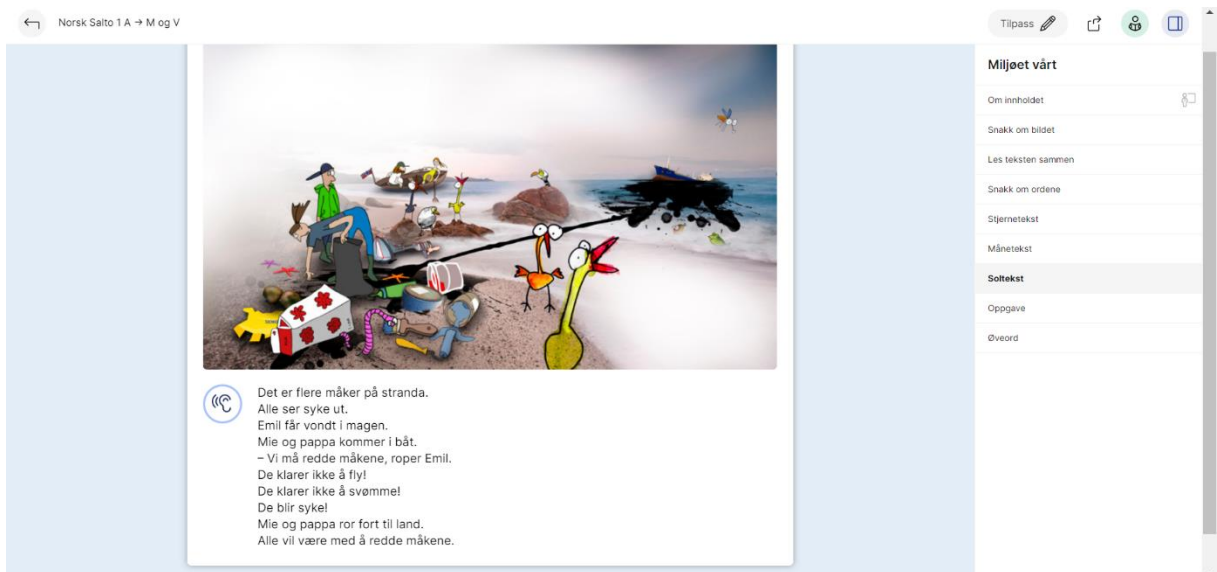 Norsk Salto 1 A → M og V
Tilpass
Det er flere måker på stranda.
Alle ser syke ut.
Emil får vondt i magen.
Mie og pappa kommer i båt.
– Vi må redde måkene, roper Emil.
De klarer ikke å fly!
De klarer ikke å svømme!
De blir syke!
Mie og pappa ror fort til land.
Alle vil være med å redde måkene.
Miljøet vårt
Om innholdet
Snakk om bildet
Les teksten sammen
Snakk om ordene
Stjernetekst
Månetekst
Soltekst
Oppgave
Øveord